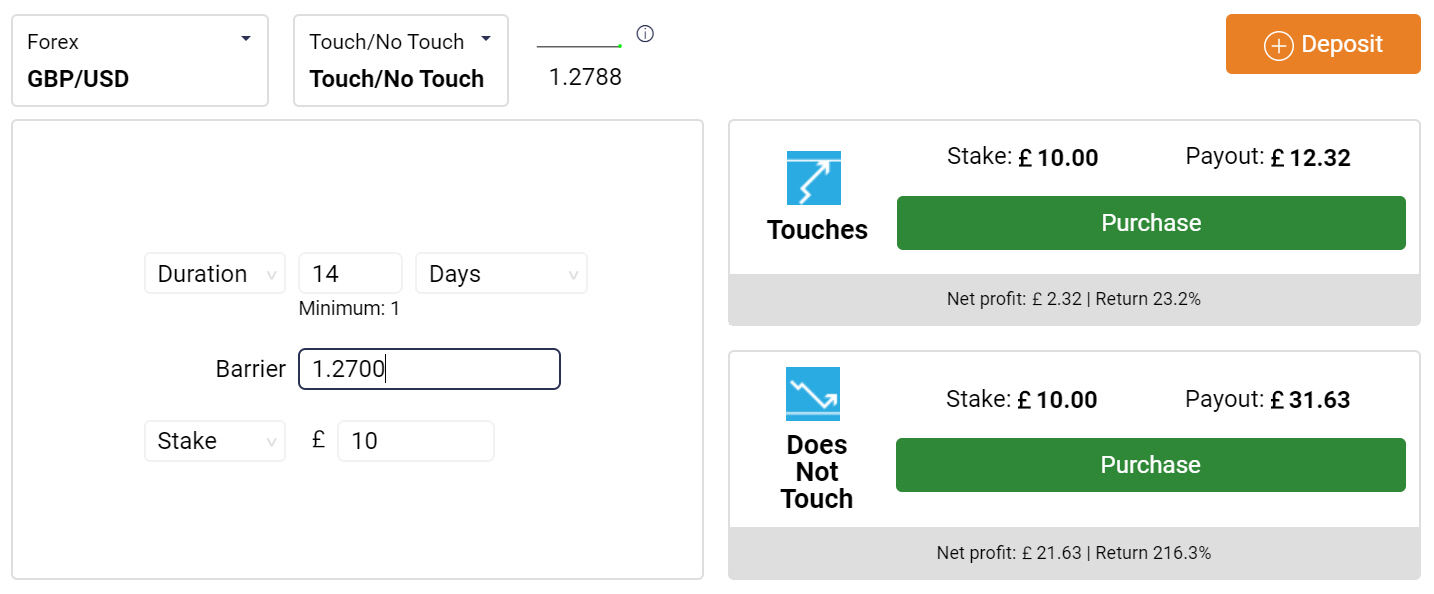 Forex
GBP/USD
Touch/No Touch
Touch/No Touch
1.2788
Deposit
Duration
14
Days
Minimum: 1
Barrier
1.2700
Stake
£
10
Stake: £ 10.00
Payout: £ 12.32
Touches
Purchase
Net profit: £ 2.32 | Return 23.2%
Stake: £ 10.00
Payout: £ 31.63
Does
Not
Touch
Purchase
Net profit: £ 21.63 | Return 216.3%